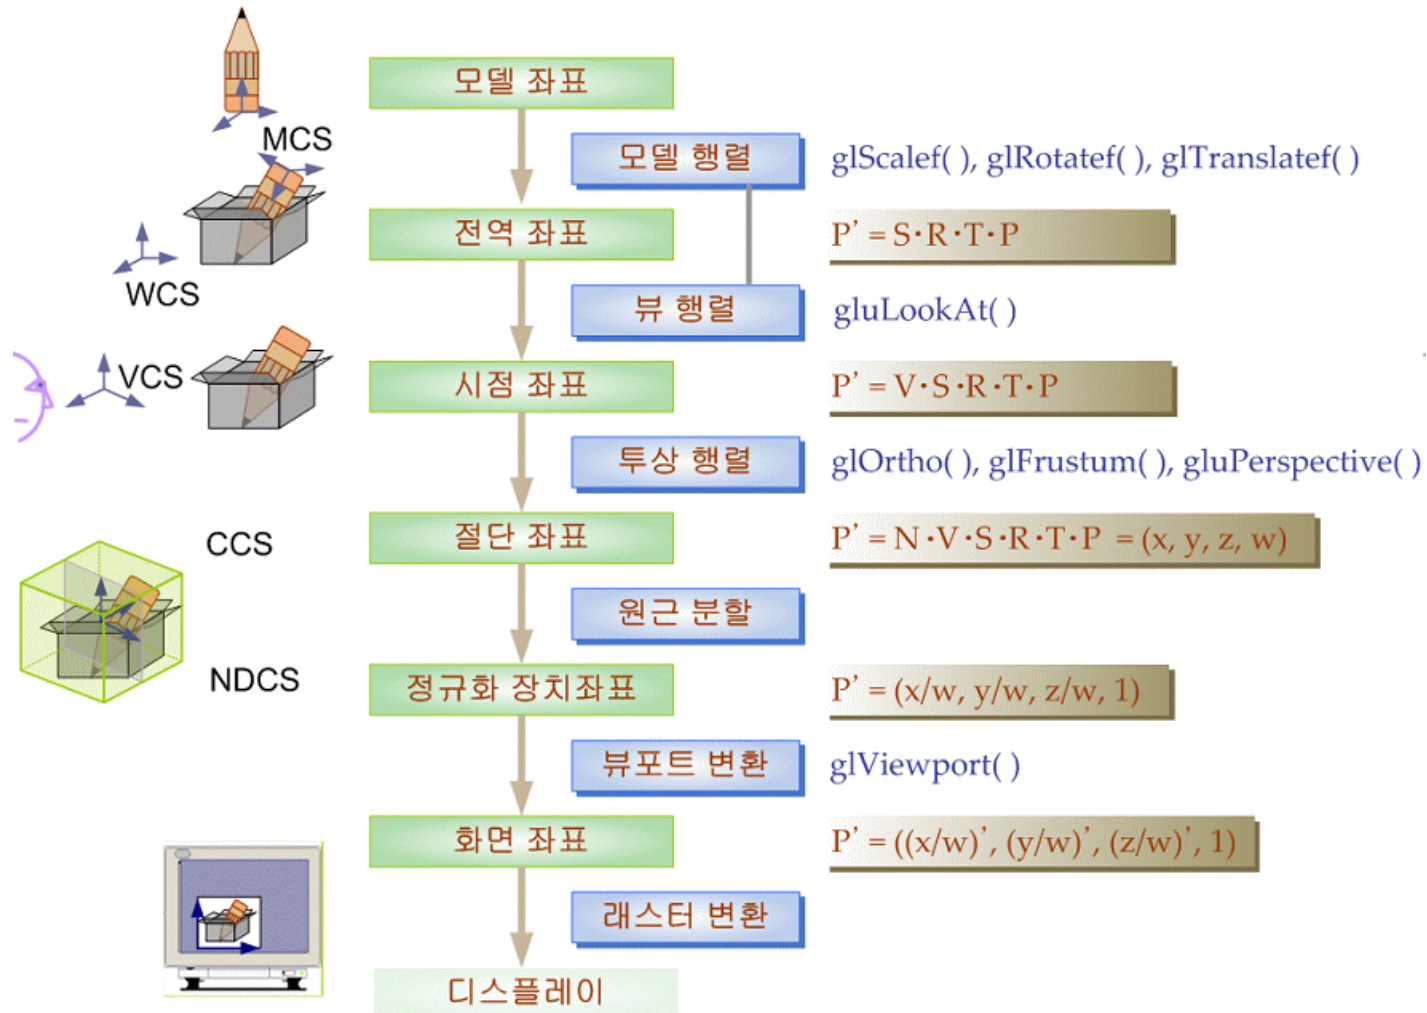 모델 좌표
MCS
모델 행렬
glScalef( ), glRotatef( ), glTranslatef( )
전역 좌표
P’ = S·R·T·P
WCS
뷰 행렬
gluLookAt( )
VCS
시점 좌표
P’ = V·S·R·T·P
투상 행렬
glOrtho( ), glFrustum( ), gluPerspective( )
CCS
절단 좌표
P’ = N·V·S·R·T·P = (x, y, z, w)
원근 분할
NDCS
정규화 장치좌표
P’ = (x/w, y/w, z/w, 1)
뷰포트 변환
glViewport( )
화면 좌표
P’ = ((x/w)’, (y/w)’, (z/w)’, 1)
래스터 변환
디스플레이